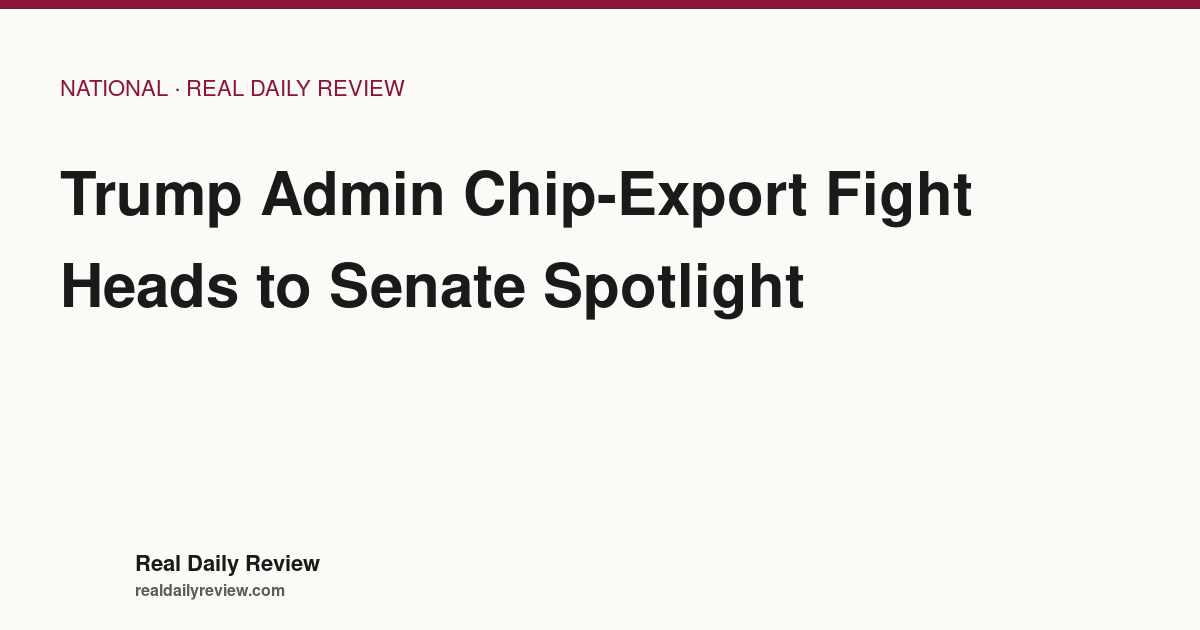 NATIONAL · REAL DAILY REVIEW
Trump Admin Chip-Export Fight
Heads to Senate Spotlight
Real Daily Review
realdailyreview.com